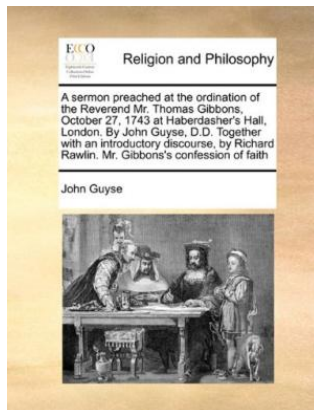 ECCO
Religion and Philosophy
A sermon preached at the ordination of
the Reverend Mr. Thomas Gibbons,
October 27, 1743 at Haberdasher's Hall,
London. By John Guyse, D.D. Together
with an introductory discourse, by Richard
Rawlin. Mr. Gibbons's confession of faith
John Guyse